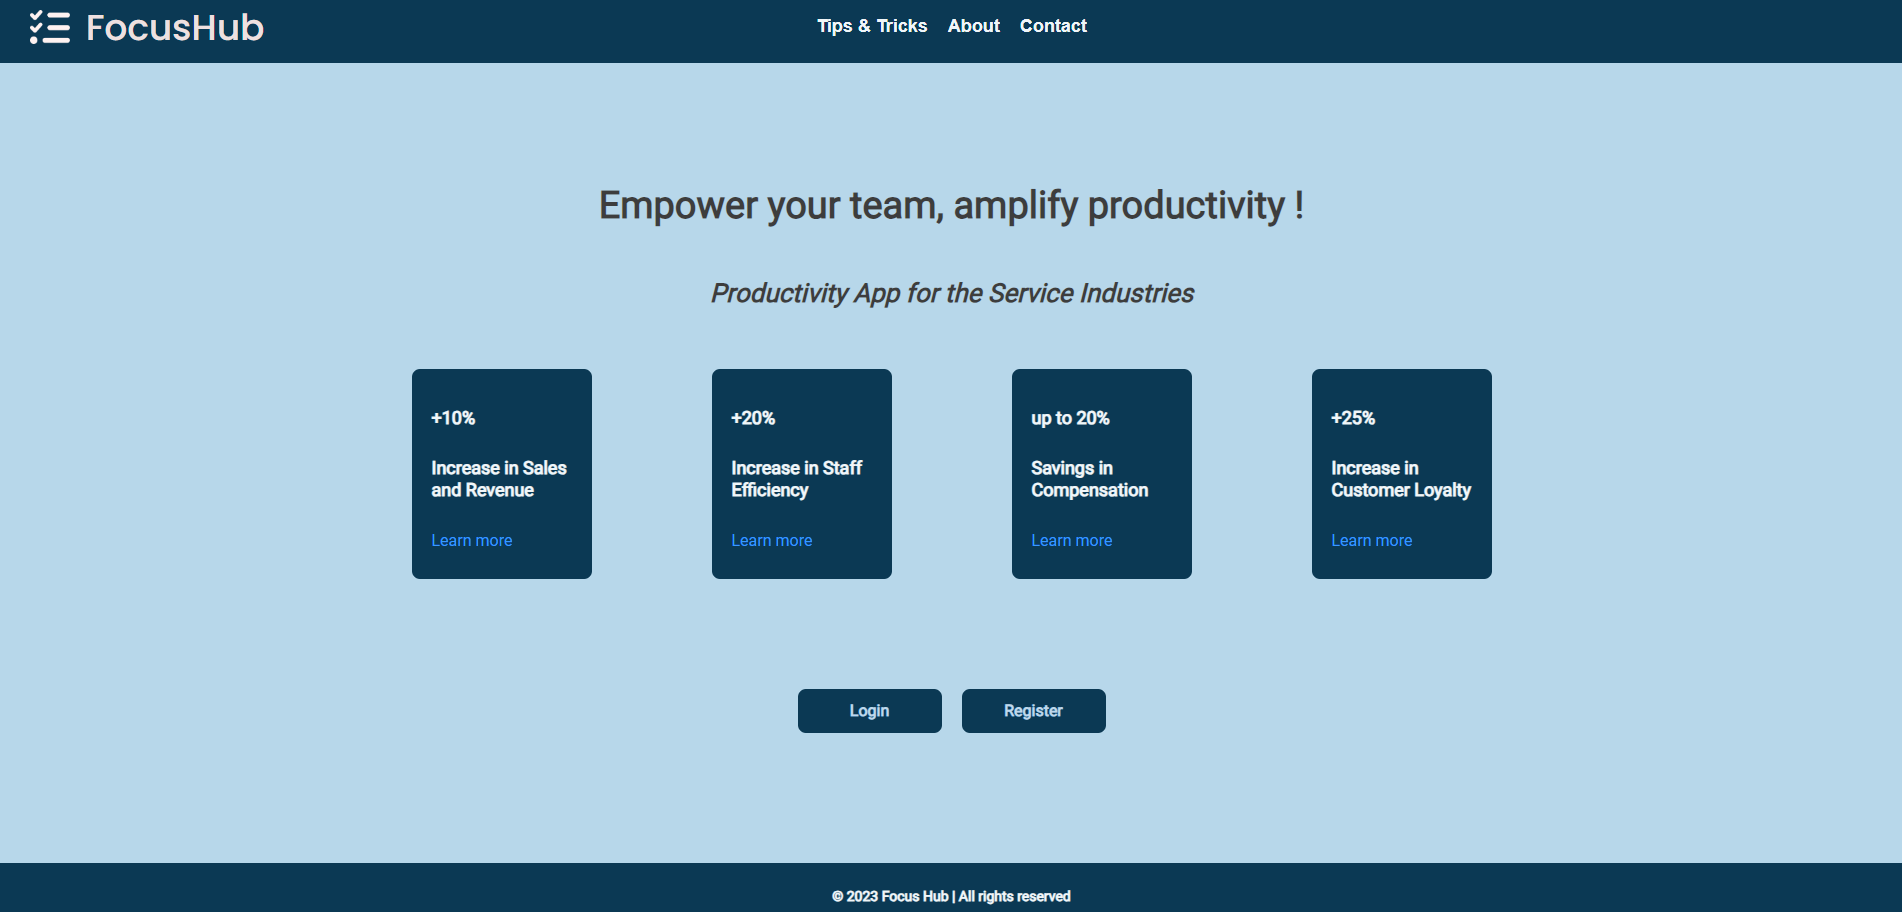 FocusHub
Tips & Tricks
About
Contact
Empower your team, amplify productivity !
Productivity App for the Service Industries
+10%
Increase in Sales
and Revenue
Learn more
+20%
Increase in Staff
Efficiency
Learn more
up to 20%
Savings in
Compensation
Learn more
+25%
Increase in
Customer Loyalty
Learn more
Login
Register
© 2023 Focus Hub | All rights reserved